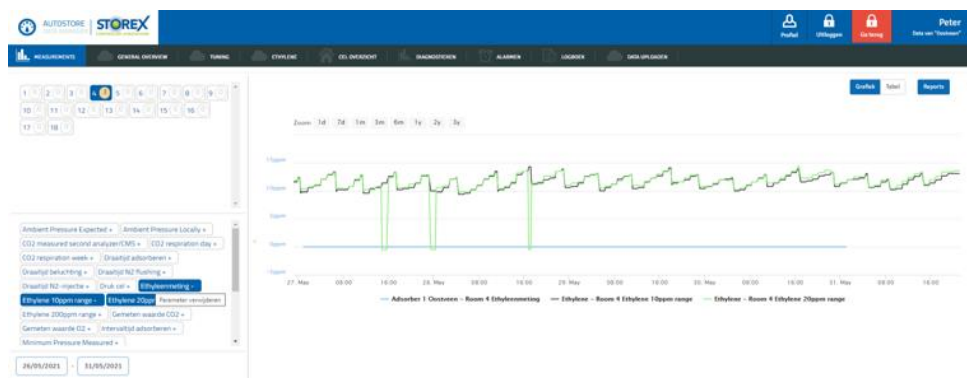 AUTOSTORE STOREX
Profiel Uitloggen Ga terug Peter
Data van "Oostveen"
MEASUREMENTS GENERAL OVERVIEW TUNING ETHYLENE CEL OVERZICHT DIAGNOSTIEKEN ALARMEN LOGBOEK DATA UPLOADEN
1 2 3 4 5 6 7 8 9
10 11 12 13 14 15 16
17 18
Grafiek Tabel Reports
Zoom: 1d 7d 1m 3m 6m 1y 2y 3y
0ppm
Ambient Pressure Expected + Ambient Pressure Locally +
CO2 measured second analyzer/CMS + CO2 respiration day +
CO2 respiration week + Draaitijd adsorberen +
Draaitijd beluchting + Draaitijd N2 flushing +
Draaitijd N2-injectie + Druk cel + Ethyleenmeting -
Ethylene 10ppm range - Ethylene 20pp Parameter verwijderen
Ethylene 200ppm range + Gemeten waarde CO2 +
Gemeten waarde O2 + Intervaltijd adsorberen +
Minimum Pressure Measured +
27. May 08:00 16:00 28. May 08:00 16:00 29. May 08:00 16:00 30. May 08:00 16:00 31. May 08:00 16:00
Adsorber 1 Oostveen - Room 4 Ethyleenmeting Ethylene - Room 4 Ethylene 10ppm range Ethylene - Room 4 Ethylene 20ppm range
26/05/2021 - 31/05/2021